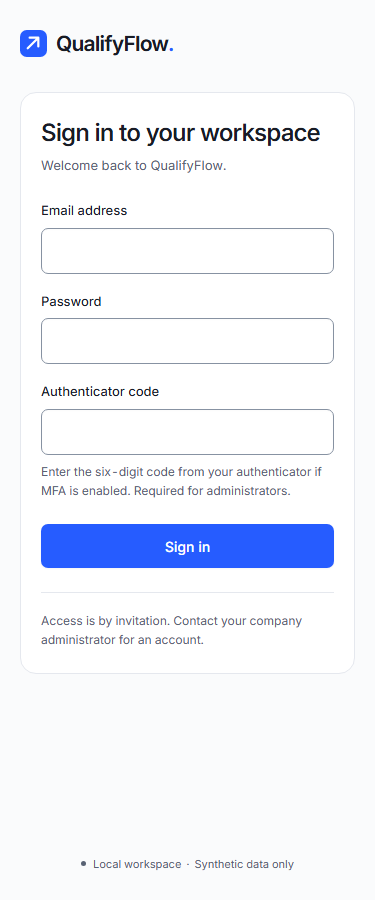 QualifyFlow.
Sign in to your workspace
Welcome back to QualifyFlow.
Email address
Password
Authenticator code
Enter the six-digit code from your authenticator if
MFA is enabled. Required for administrators.
Sign in
Access is by invitation. Contact your company
administrator for an account.
Local workspace · Synthetic data only